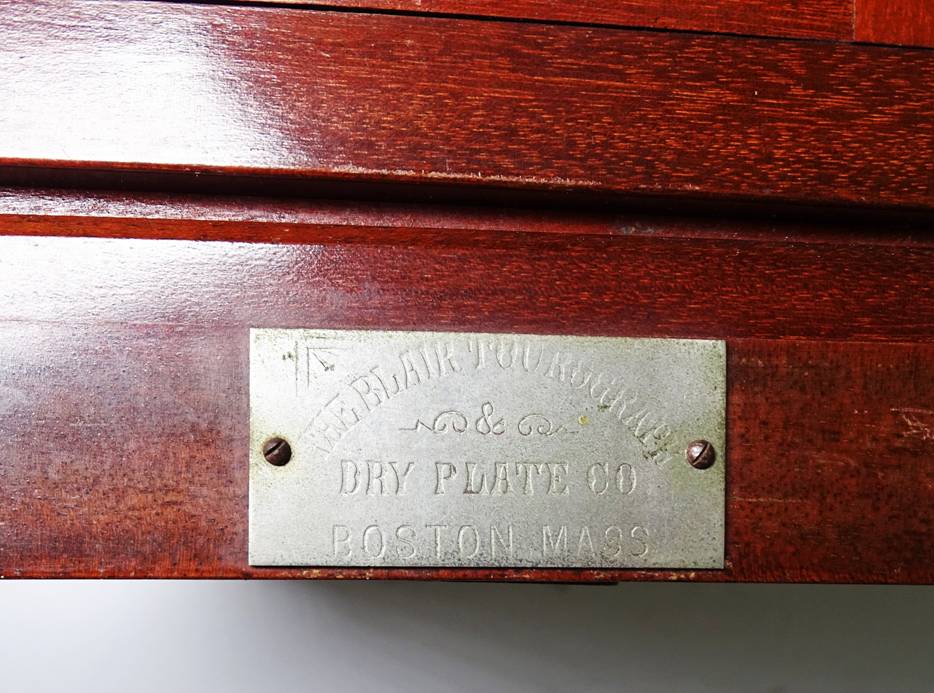 THE BLAIR TOUROGRAPH
&
DRY PLATE CO
BOSTON MASS